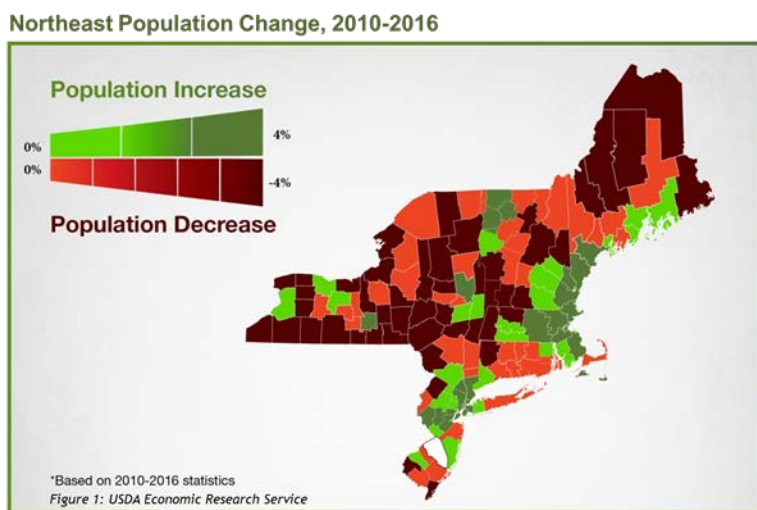 Northeast Population Change, 2010-2016
Population Increase
0%
4%
0%
-4%
Population Decrease
*Based on 2010-2016 statistics
Figure 1: USDA Economic Research Service